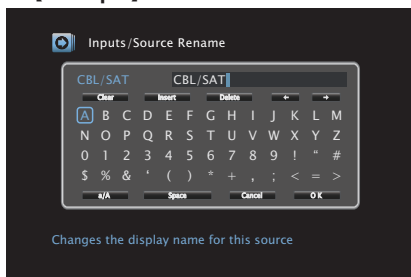 Inputs/Source Rename
CBL/SAT CBL/SAT
Clear Insert Delete ← →
A B C D E F G H I J K L M
N O P Q R S T U V W X Y Z
0 1 2 3 4 5 6 7 8 9 ! “ #
$ % & ‘ ( ) * + , ; < = >
a/A Space Cancel OK
Changes the display name for this source